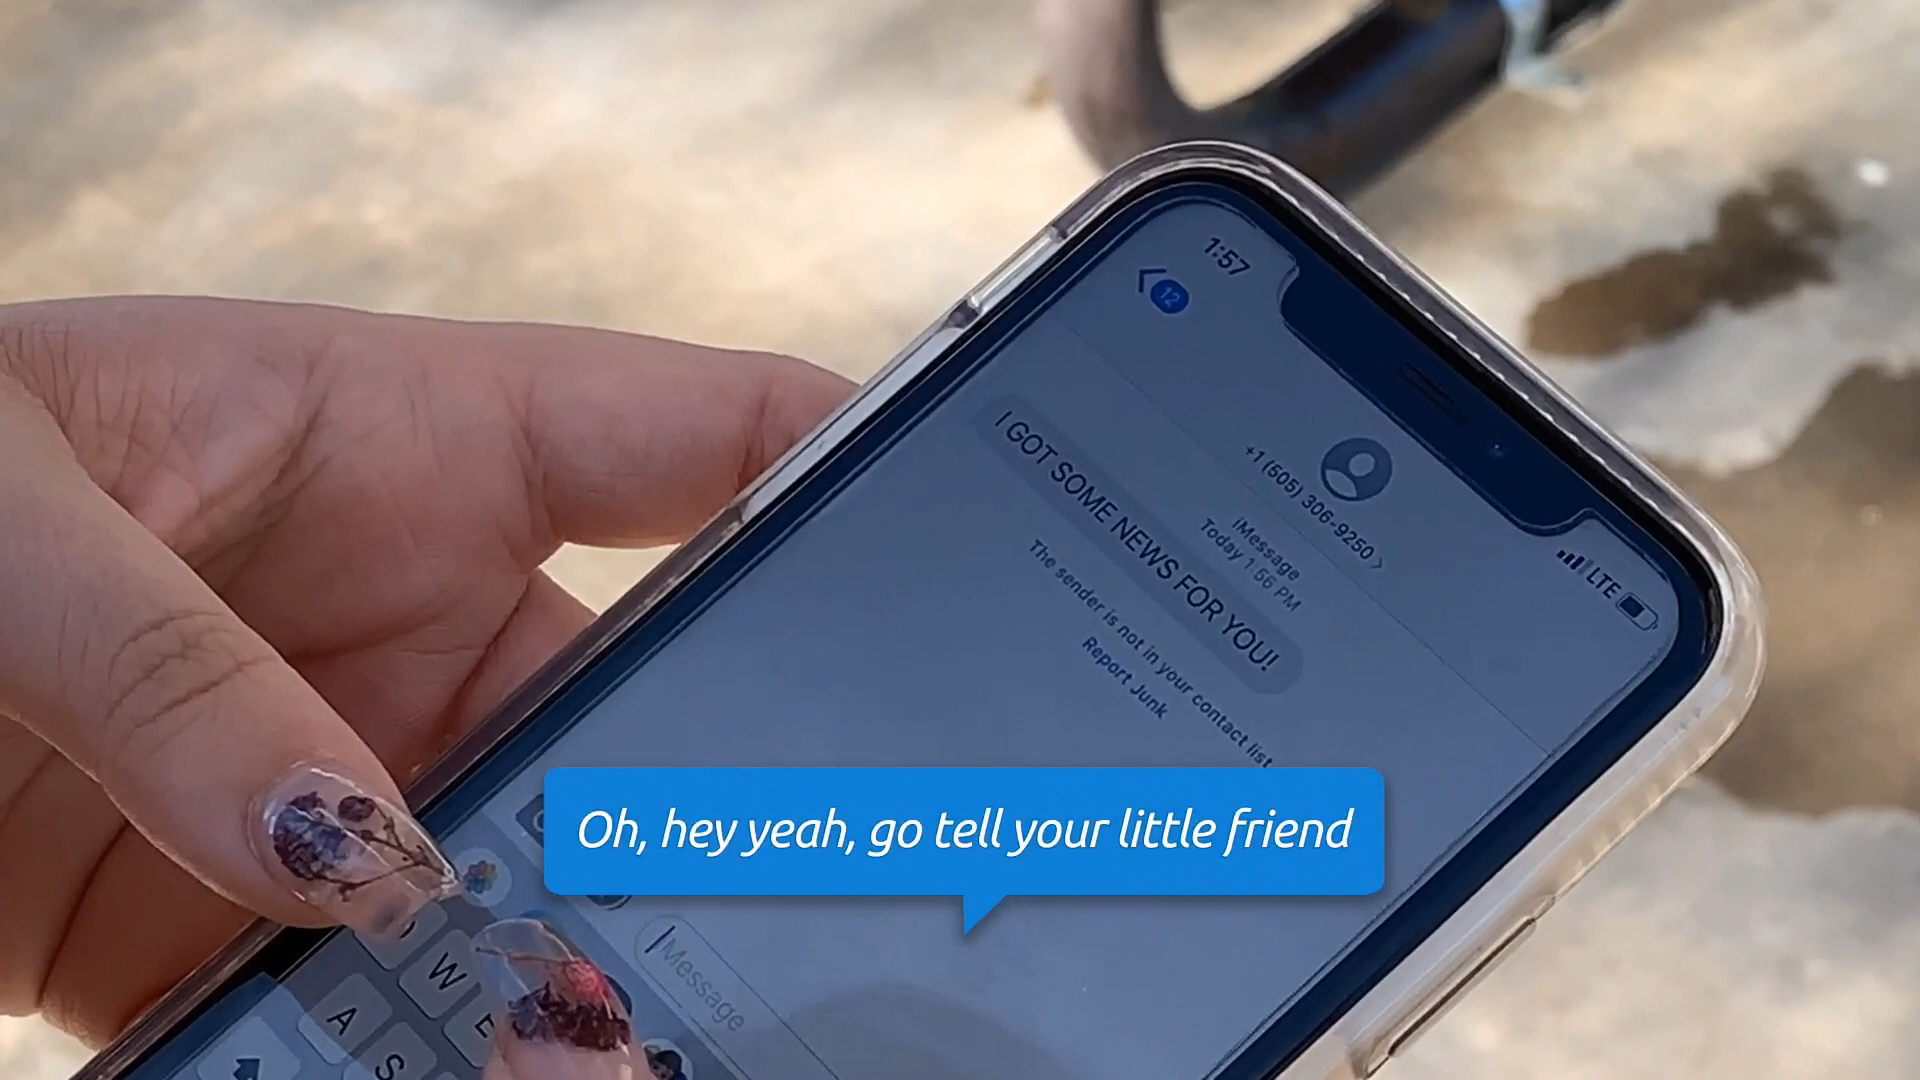 1:57
12
LTE
+1 (505) 306-9250
iMessage
Today 1:56 PM
I GOT SOME NEWS FOR YOU!
The sender is not in your contact list
Report Junk
Oh, hey yeah, go tell your little friend
Message
W
E
A
S